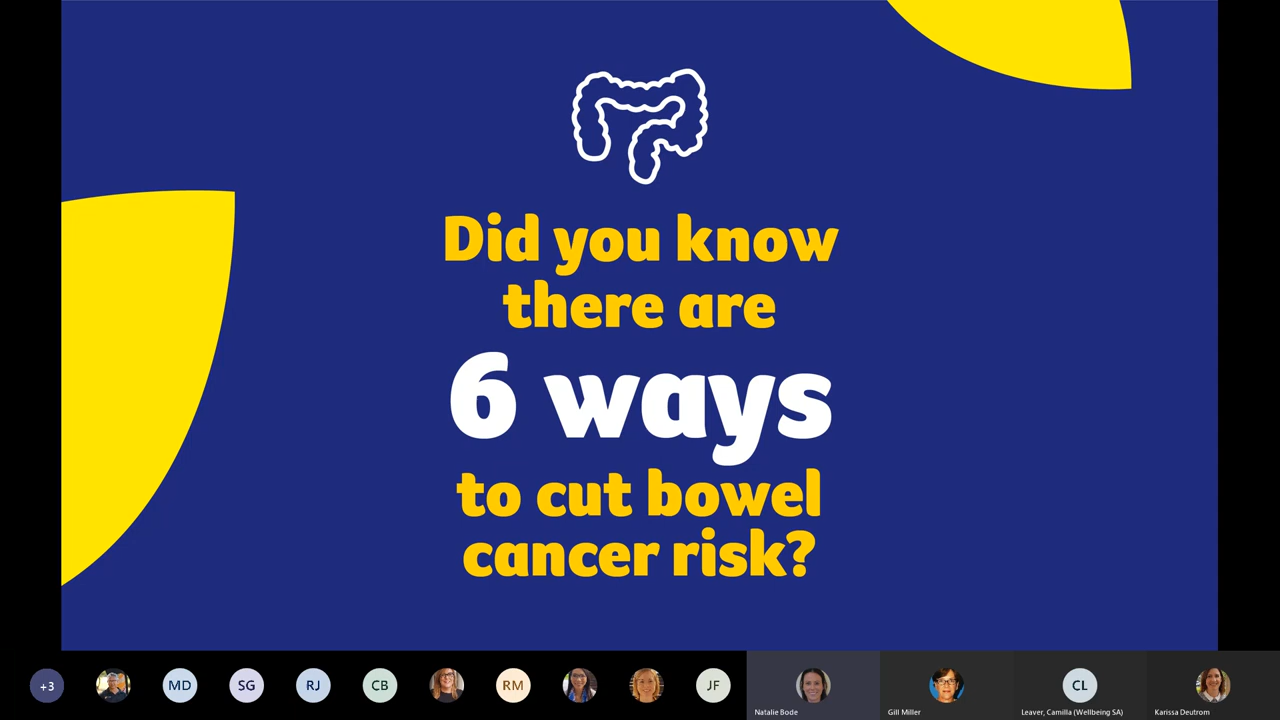 Did you know
there are
6 ways
to cut bowel
cancer risk?
+3
MD
SG
RJ
CB
RM
JF
CL
Natalie Bode
Gill Miller
Leaver, Camilla (Wellbeing SA)
Karissa Deutrom